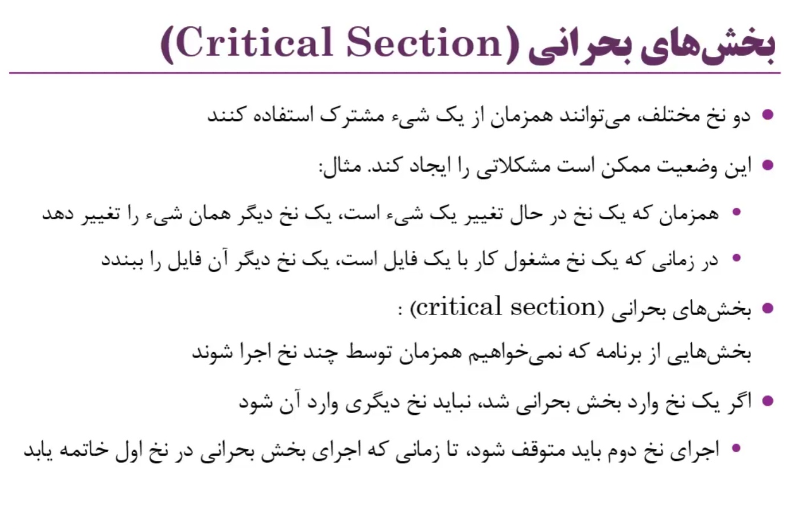 بخش‌های بحرانی (Critical Section)
• دو نخ مختلف، می‌توانند همزمان از یک شیء مشترک استفاده کنند
• این وضعیت ممکن است مشکلاتی را ایجاد کند. مثال:
• همزمان که یک نخ در حال تغییر یک شیء است، یک نخ دیگر همان شیء را تغییر دهد
• در زمانی که یک نخ مشغول کار با یک فایل است، یک نخ دیگر آن فایل را ببندد
• بخش‌های بحرانی (critical section) :
بخش‌هایی از برنامه که نمی‌خواهیم همزمان توسط چند نخ اجرا شوند
• اگر یک نخ وارد بخش بحرانی شد، نباید نخ دیگری وارد آن شود
• اجرای نخ دوم باید متوقف شود، تا زمانی که اجرای بخش بحرانی در نخ اول خاتمه یابد